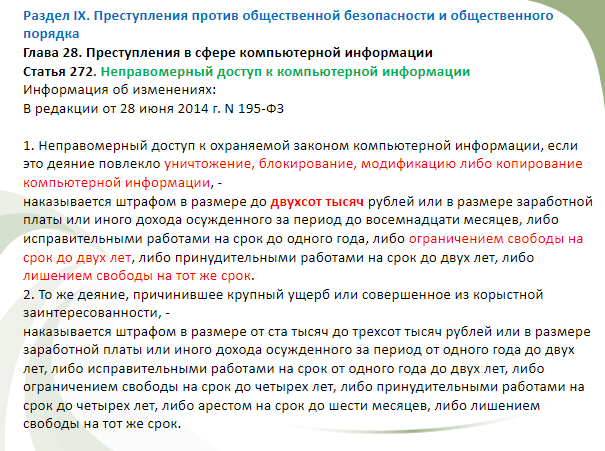 Раздел IX. Преступления против общественной безопасности и общественного
порядка
Глава 28. Преступления в сфере компьютерной информации
Статья 272. Неправомерный доступ к компьютерной информации
Информация об изменениях:
В редакции от 28 июня 2014 г. N 195-ФЗ
1. Неправомерный доступ к охраняемой законом компьютерной информации, если
это деяние повлекло уничтожение, блокирование, модификацию либо копирование
компьютерной информации, -
наказывается штрафом в размере до двухсот тысяч рублей или в размере заработной
платы или иного дохода осужденного за период до восемнадцати месяцев, либо
исправительными работами на срок до одного года, либо ограничением свободы на
срок до двух лет, либо принудительными работами на срок до двух лет, либо
лишением свободы на тот же срок.
2. То же деяние, причинившее крупный ущерб или совершенное из корыстной
заинтересованности, -
наказывается штрафом в размере от ста тысяч до трехсот тысяч рублей или в размере
заработной платы или иного дохода осужденного за период от одного года до двух
лет, либо исправительными работами на срок от одного года до двух лет, либо
ограничением свободы на срок до четырех лет, либо принудительными работами на
срок до четырех лет, либо арестом на срок до шести месяцев, либо лишением
свободы на тот же срок.